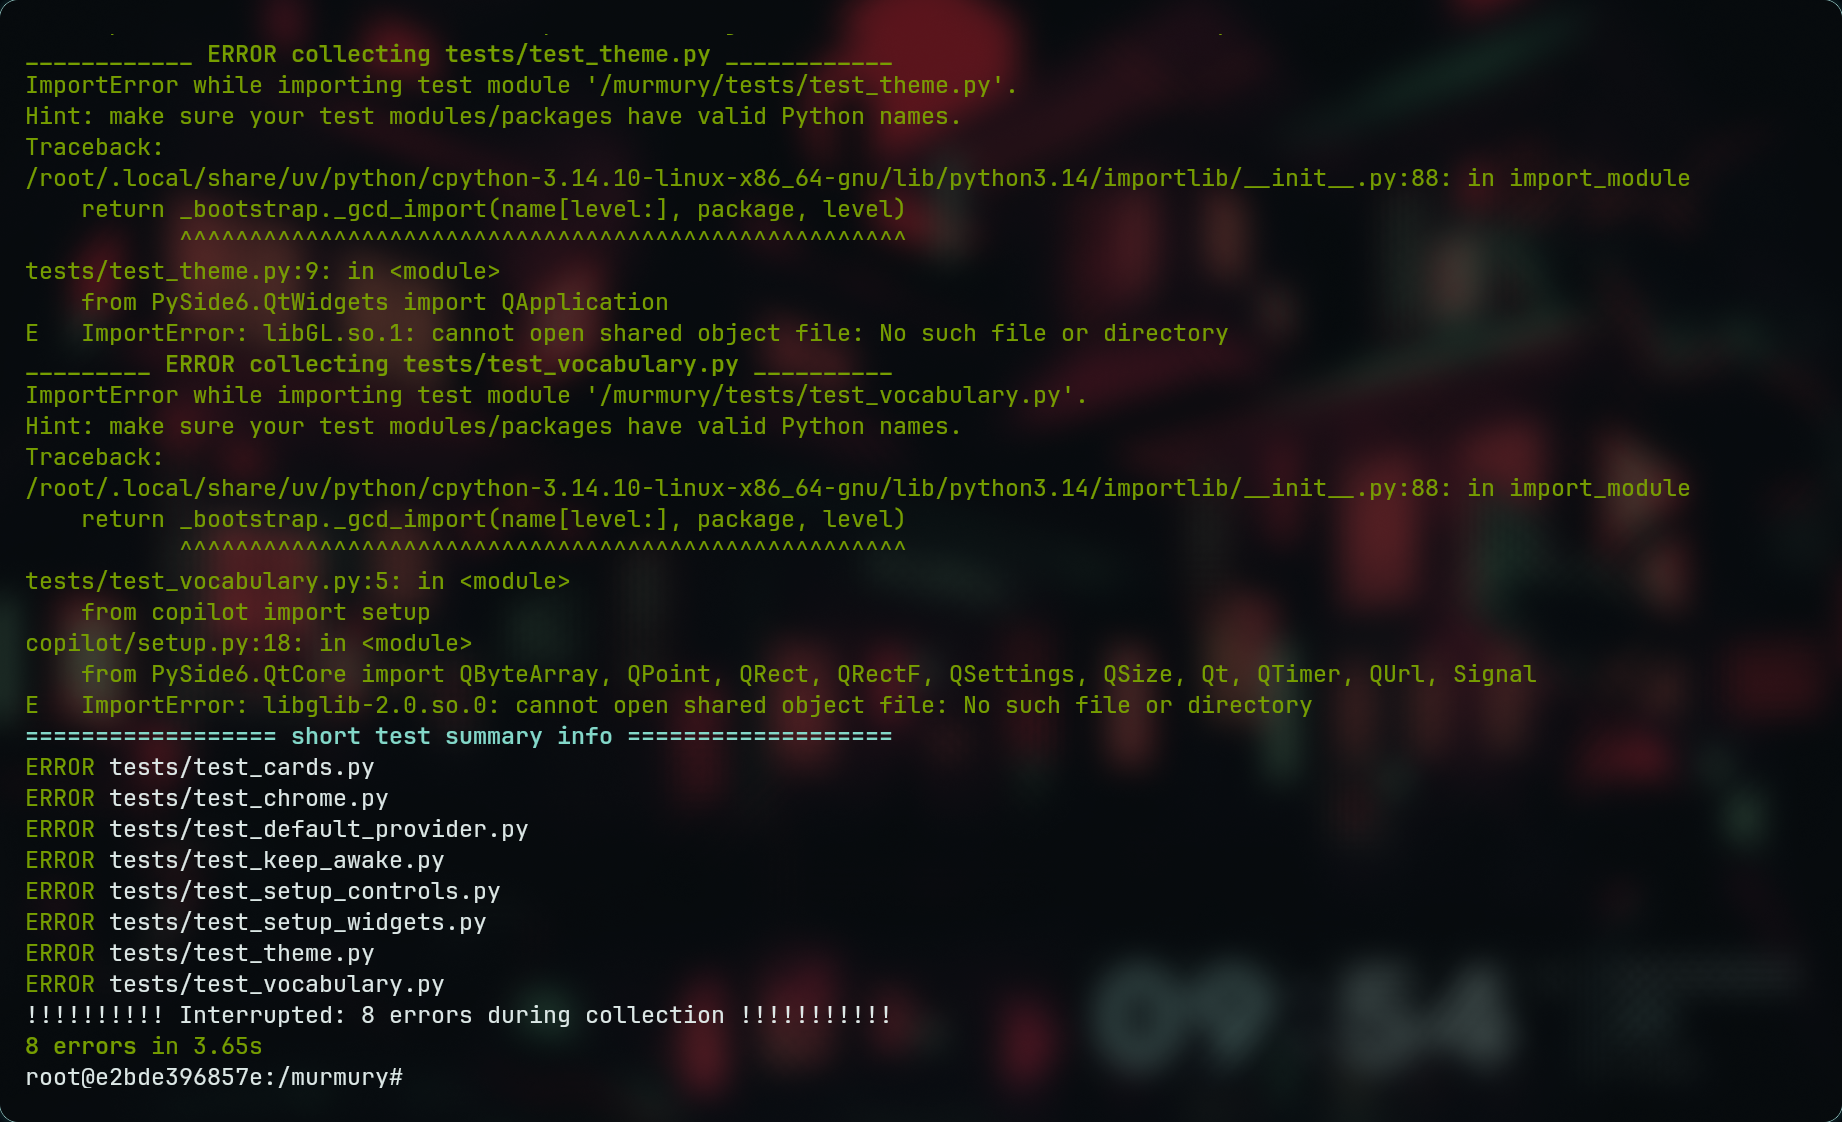 ____________ ERROR collecting tests/test_theme.py ____________
ImportError while importing test module '/murmury/tests/test_theme.py'.
Hint: make sure your test modules/packages have valid Python names.
Traceback:
/root/.local/share/uv/python/cpython-3.14.10-linux-x86_64-gnu/lib/python3.14/importlib/__init__.py:88: in import_module
    return _bootstrap._gcd_import(name[level:], package, level)
           ^^^^^^^^^^^^^^^^^^^^^^^^^^^^^^^^^^^^^^^^^^^^^^^^^^^^
tests/test_theme.py:9: in <module>
    from PySide6.QtWidgets import QApplication
E   ImportError: libGL.so.1: cannot open shared object file: No such file or directory
_________ ERROR collecting tests/test_vocabulary.py __________
ImportError while importing test module '/murmury/tests/test_vocabulary.py'.
Hint: make sure your test modules/packages have valid Python names.
Traceback:
/root/.local/share/uv/python/cpython-3.14.10-linux-x86_64-gnu/lib/python3.14/importlib/__init__.py:88: in import_module
    return _bootstrap._gcd_import(name[level:], package, level)
           ^^^^^^^^^^^^^^^^^^^^^^^^^^^^^^^^^^^^^^^^^^^^^^^^^^^^
tests/test_vocabulary.py:5: in <module>
    from copilot import setup
copilot/setup.py:18: in <module>
    from PySide6.QtCore import QByteArray, QPoint, QRect, QRectF, QSettings, QSize, Qt, QTimer, QUrl, Signal
E   ImportError: libglib-2.0.so.0: cannot open shared object file: No such file or directory
================== short test summary info ===================
ERROR tests/test_cards.py
ERROR tests/test_chrome.py
ERROR tests/test_default_provider.py
ERROR tests/test_keep_awake.py
ERROR tests/test_setup_controls.py
ERROR tests/test_setup_widgets.py
ERROR tests/test_theme.py
ERROR tests/test_vocabulary.py
!!!!!!!!!! Interrupted: 8 errors during collection !!!!!!!!!!!
8 errors in 3.65s
root@e2bde396857e:/murmury#
09 54